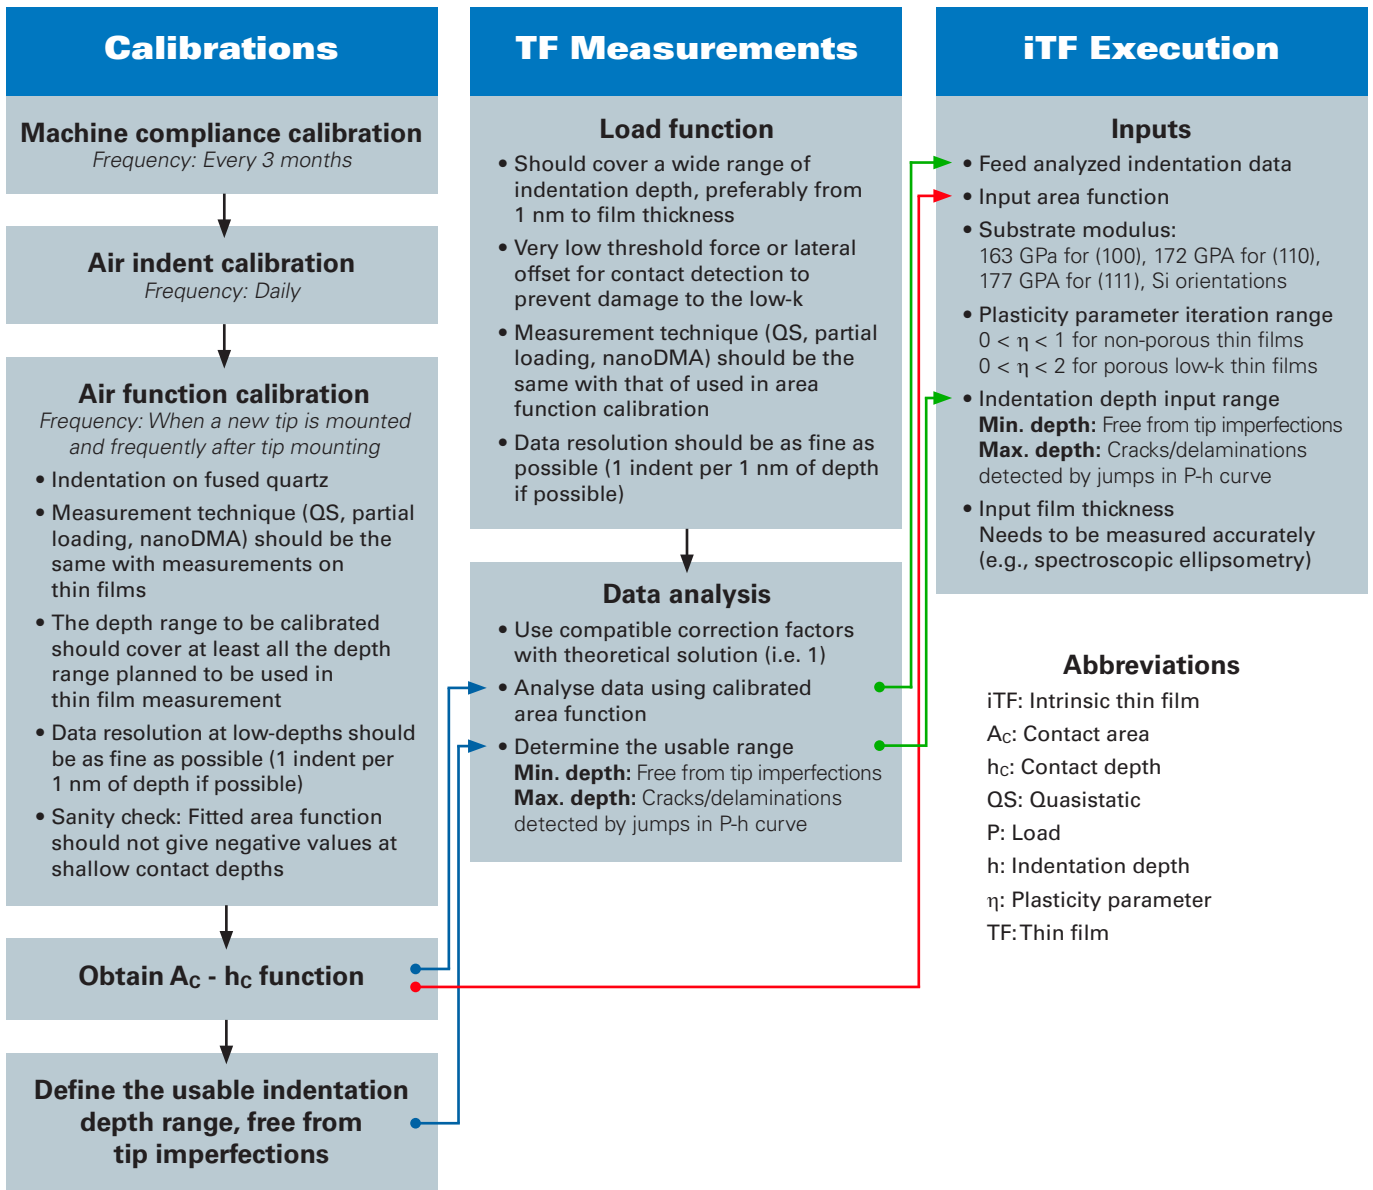 Calibrations
Machine compliance calibration
Frequency: Every 3 months
Air indent calibration
Frequency: Daily
Air function calibration
Frequency: When a new tip is mounted
and frequently after tip mounting
• Indentation on fused quartz
• Measurement technique (QS, partial
loading, nanoDMA) should be the
same with measurements on
thin films
• The depth range to be calibrated
should cover at least all the depth
range planned to be used in
thin film measurement
• Data resolution at low-depths should
be as fine as possible (1 indent per
1 nm of depth if possible)
• Sanity check: Fitted area function
should not give negative values at
shallow contact depths
Obtain AC - hC function
Define the usable indentation
depth range, free from
tip imperfections
TF Measurements
Load function
• Should cover a wide range of
indentation depth, preferably from
1 nm to film thickness
• Very low threshold force or lateral
offset for contact detection to
prevent damage to the low-k
• Measurement technique (QS, partial
loading, nanoDMA) should be the
same with that of used in area
function calibration
• Data resolution should be as fine as
possible (1 indent per 1 nm of depth
if possible)
Data analysis
• Use compatible correction factors
with theoretical solution (i.e. 1)
• Analyse data using calibrated
area function
• Determine the usable range
Min. depth: Free from tip imperfections
Max. depth: Cracks/delaminations
detected by jumps in P-h curve
iTF Execution
Inputs
• Feed analyzed indentation data
• Input area function
• Substrate modulus:
163 GPa for (100), 172 GPA for (110),
177 GPA for (111), Si orientations
• Plasticity parameter iteration range
0 < η < 1 for non-porous thin films
0 < η < 2 for porous low-k thin films
• Indentation depth input range
Min. depth: Free from tip imperfections
Max. depth: Cracks/delaminations
detected by jumps in P-h curve
• Input film thickness
Needs to be measured accurately
(e.g., spectroscopic ellipsometry)
Abbreviations
iTF: Intrinsic thin film
AC: Contact area
hC: Contact depth
QS: Quasistatic
P: Load
h: Indentation depth
η: Plasticity parameter
TF: Thin film